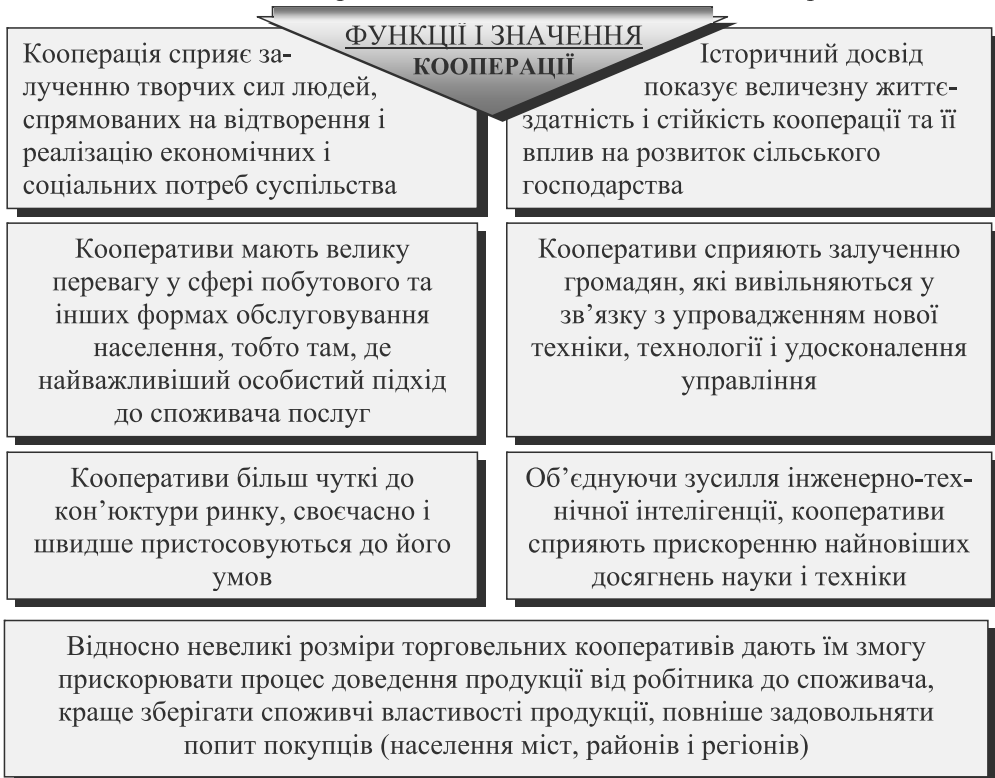 ФУНКЦІЇ І ЗНАЧЕННЯ
КООПЕРАЦІЇ
Кооперація сприяє за-
лученню творчих сил людей,
спрямованих на відтворення і
реалізацію економічних і
соціальних потреб суспільства
Історичний досвід
показує величезну життє-
здатність і стійкість кооперації та її
вплив на розвиток сільського
господарства
Кооперативи мають велику
перевагу у сфері побутового та
інших формах обслуговування
населення, тобто там, де
найважливіший особистий підхід
до споживача послуг
Кооперативи сприяють залученню
громадян, які вивільняються у
зв’язку з упровадженням нової
техніки, технології і удосконалення
управління
Кооперативи більш чуткі до
кон’юктури ринку, своєчасно і
швидше пристосовуються до його
умов
Об’єднуючи зусилля інженерно-тех-
нічної інтелігенції, кооперативи
сприяють прискоренню найновіших
досягнень науки і техніки
Відносно невеликі розміри торговельних кооперативів дають їм змогу
прискорювати процес доведення продукції від робітника до споживача,
краще зберігати споживчі властивості продукції, повніше задовольняти
попит покупців (населення міст, районів і регіонів)